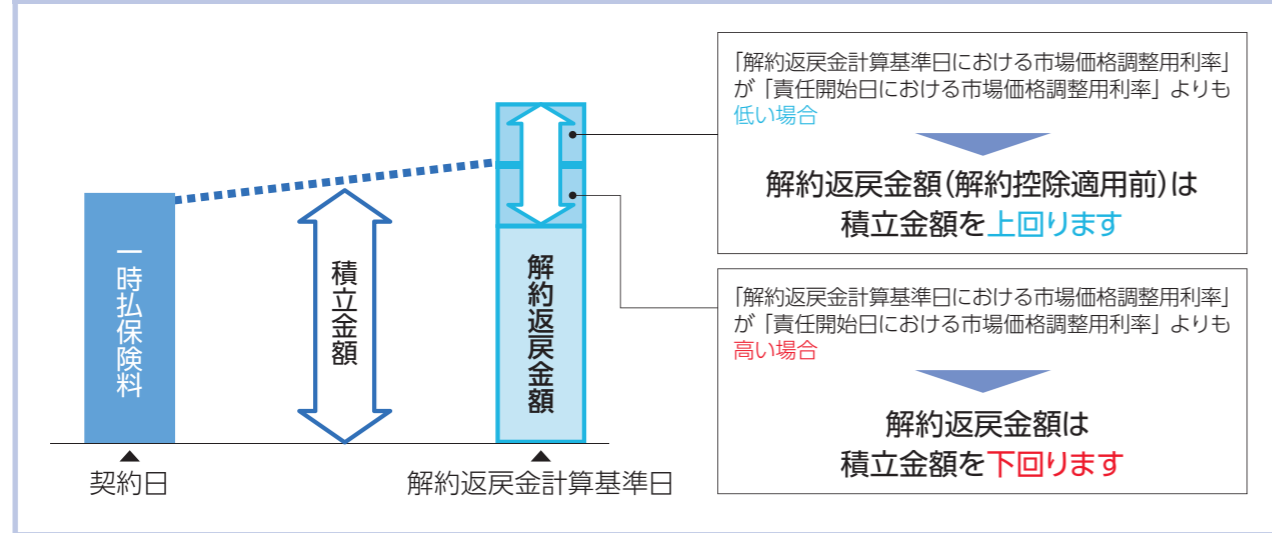 一時払保険料
積立金額
解約返戻金額
▲
契約日
▲
解約返戻金計算基準日
「解約返戻金計算基準日における市場価格調整用利率」
が「責任開始日における市場価格調整用利率」よりも
低い場合
解約返戻金額（解約控除適用前）は
積立金額を上回ります
「解約返戻金計算基準日における市場価格調整用利率」
が「責任開始日における市場価格調整用利率」よりも
高い場合
解約返戻金額は
積立金額を下回ります